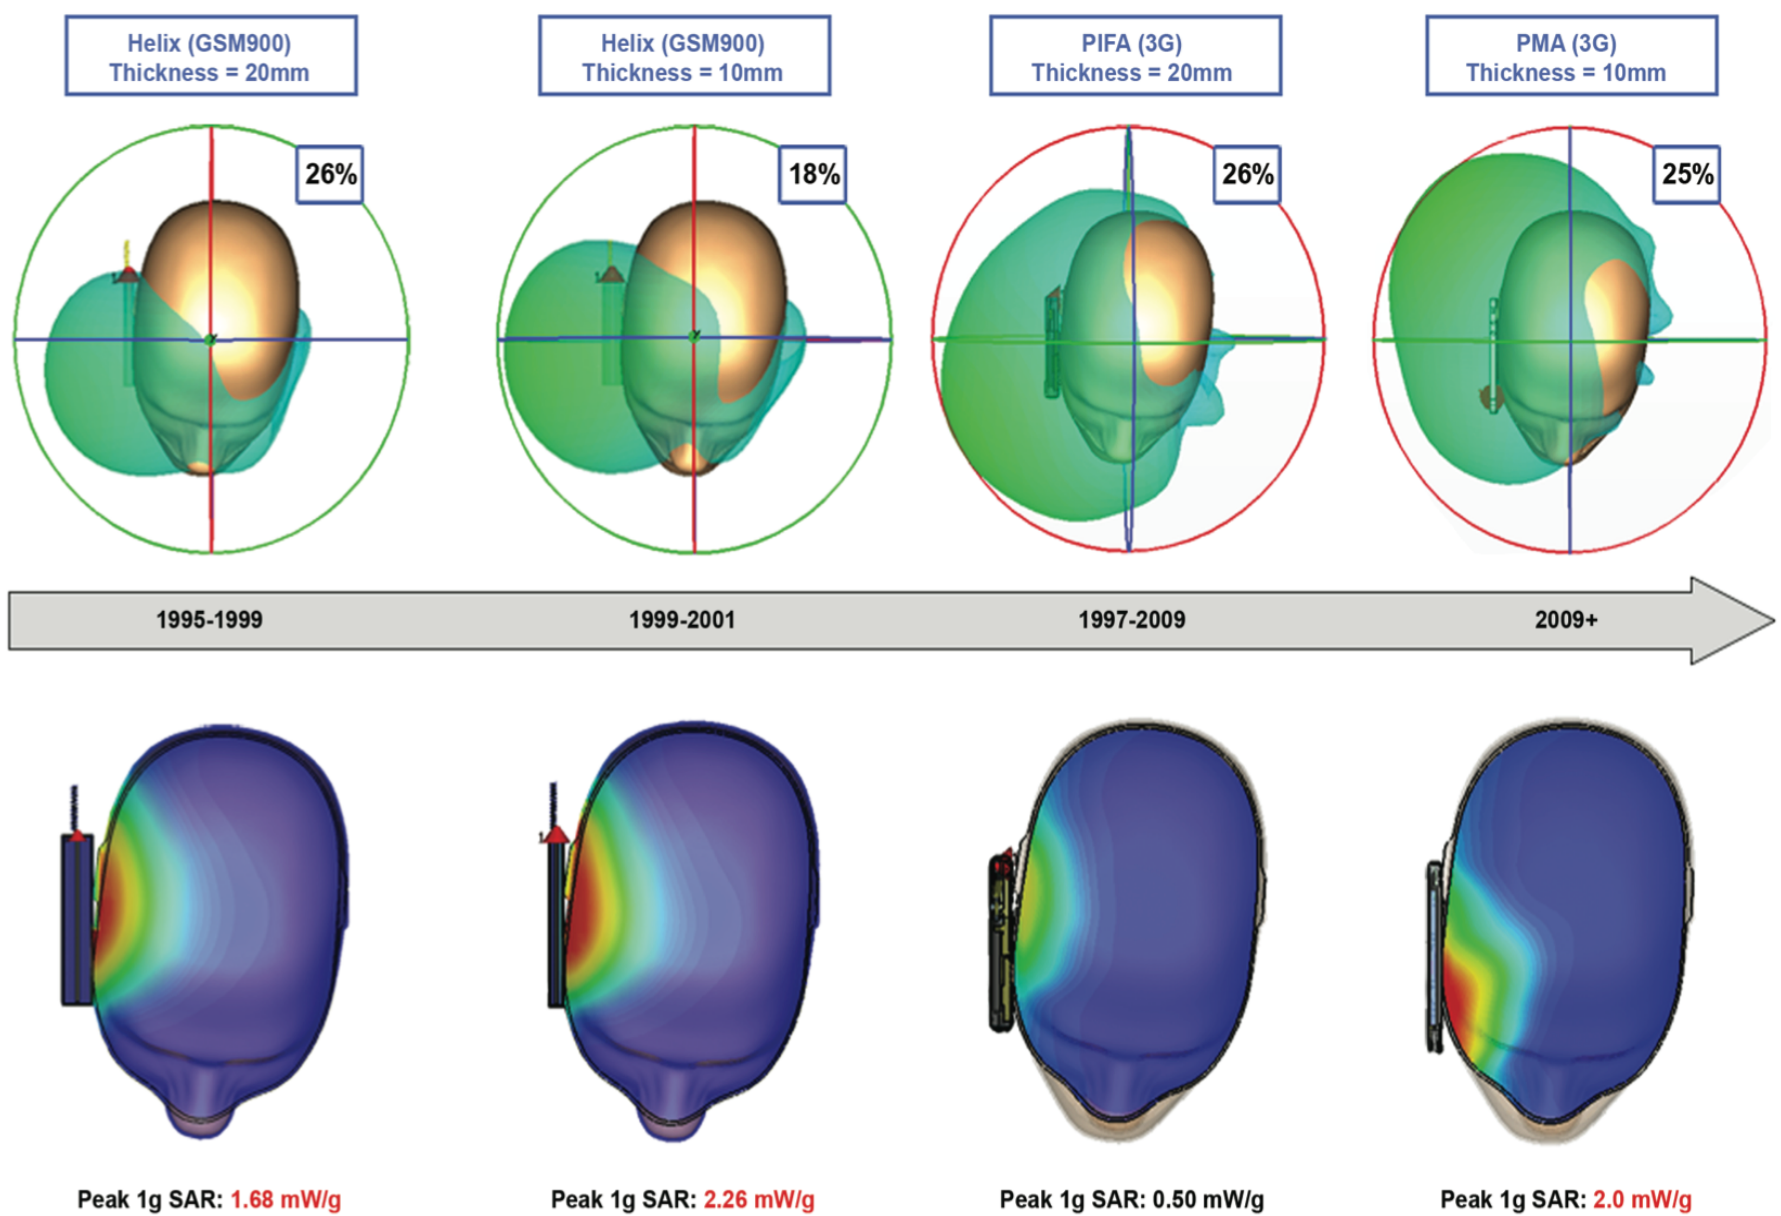 Helix (GSM900)
Thickness = 20mm
Helix (GSM900)
Thickness = 10mm
PIFA (3G)
Thickness = 20mm
PMA (3G)
Thickness = 10mm
26%
18%
26%
25%
1995-1999
1999-2001
1997-2009
2009+
Peak 1g SAR: 1.68 mW/g
Peak 1g SAR: 2.26 mW/g
Peak 1g SAR: 0.50 mW/g
Peak 1g SAR: 2.0 mW/g